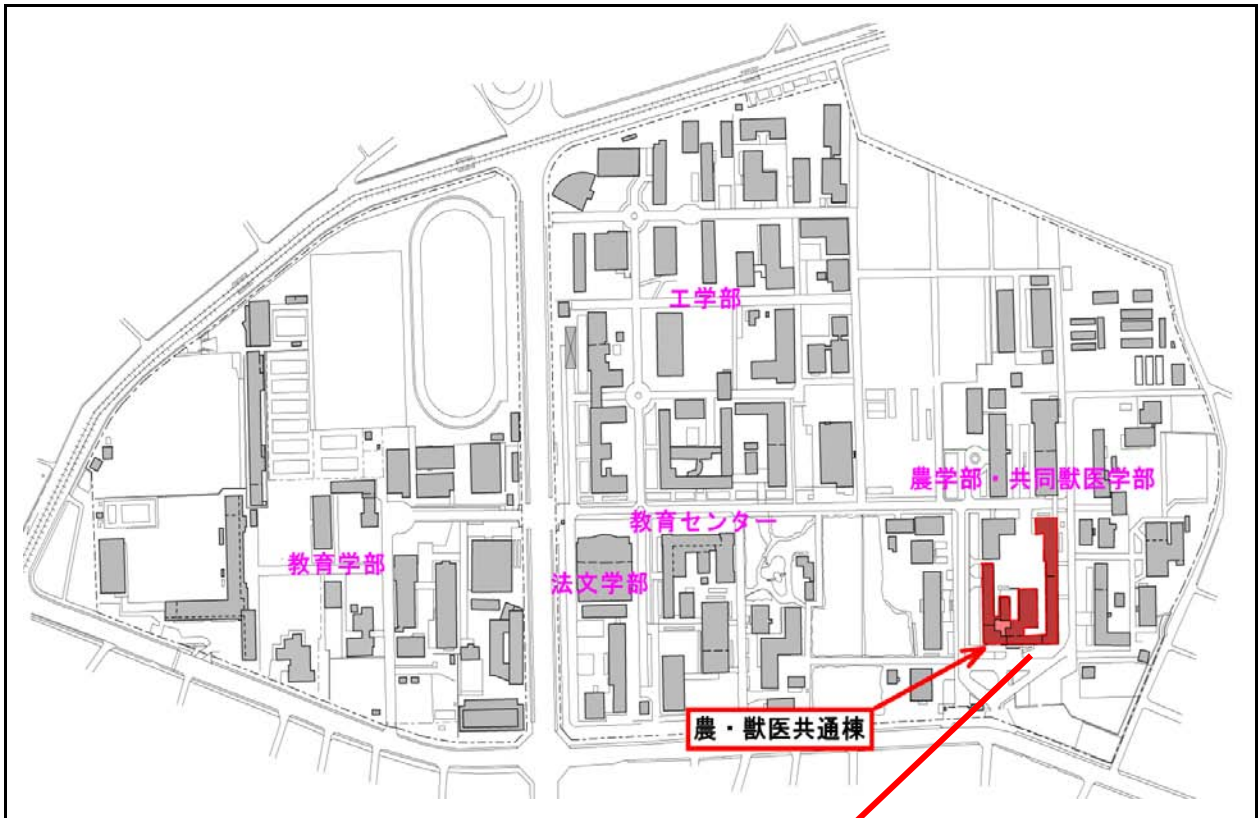 工学部
農学部・共同獣医学部
教育センター
教育学部
法文学部
農・獣医共通棟